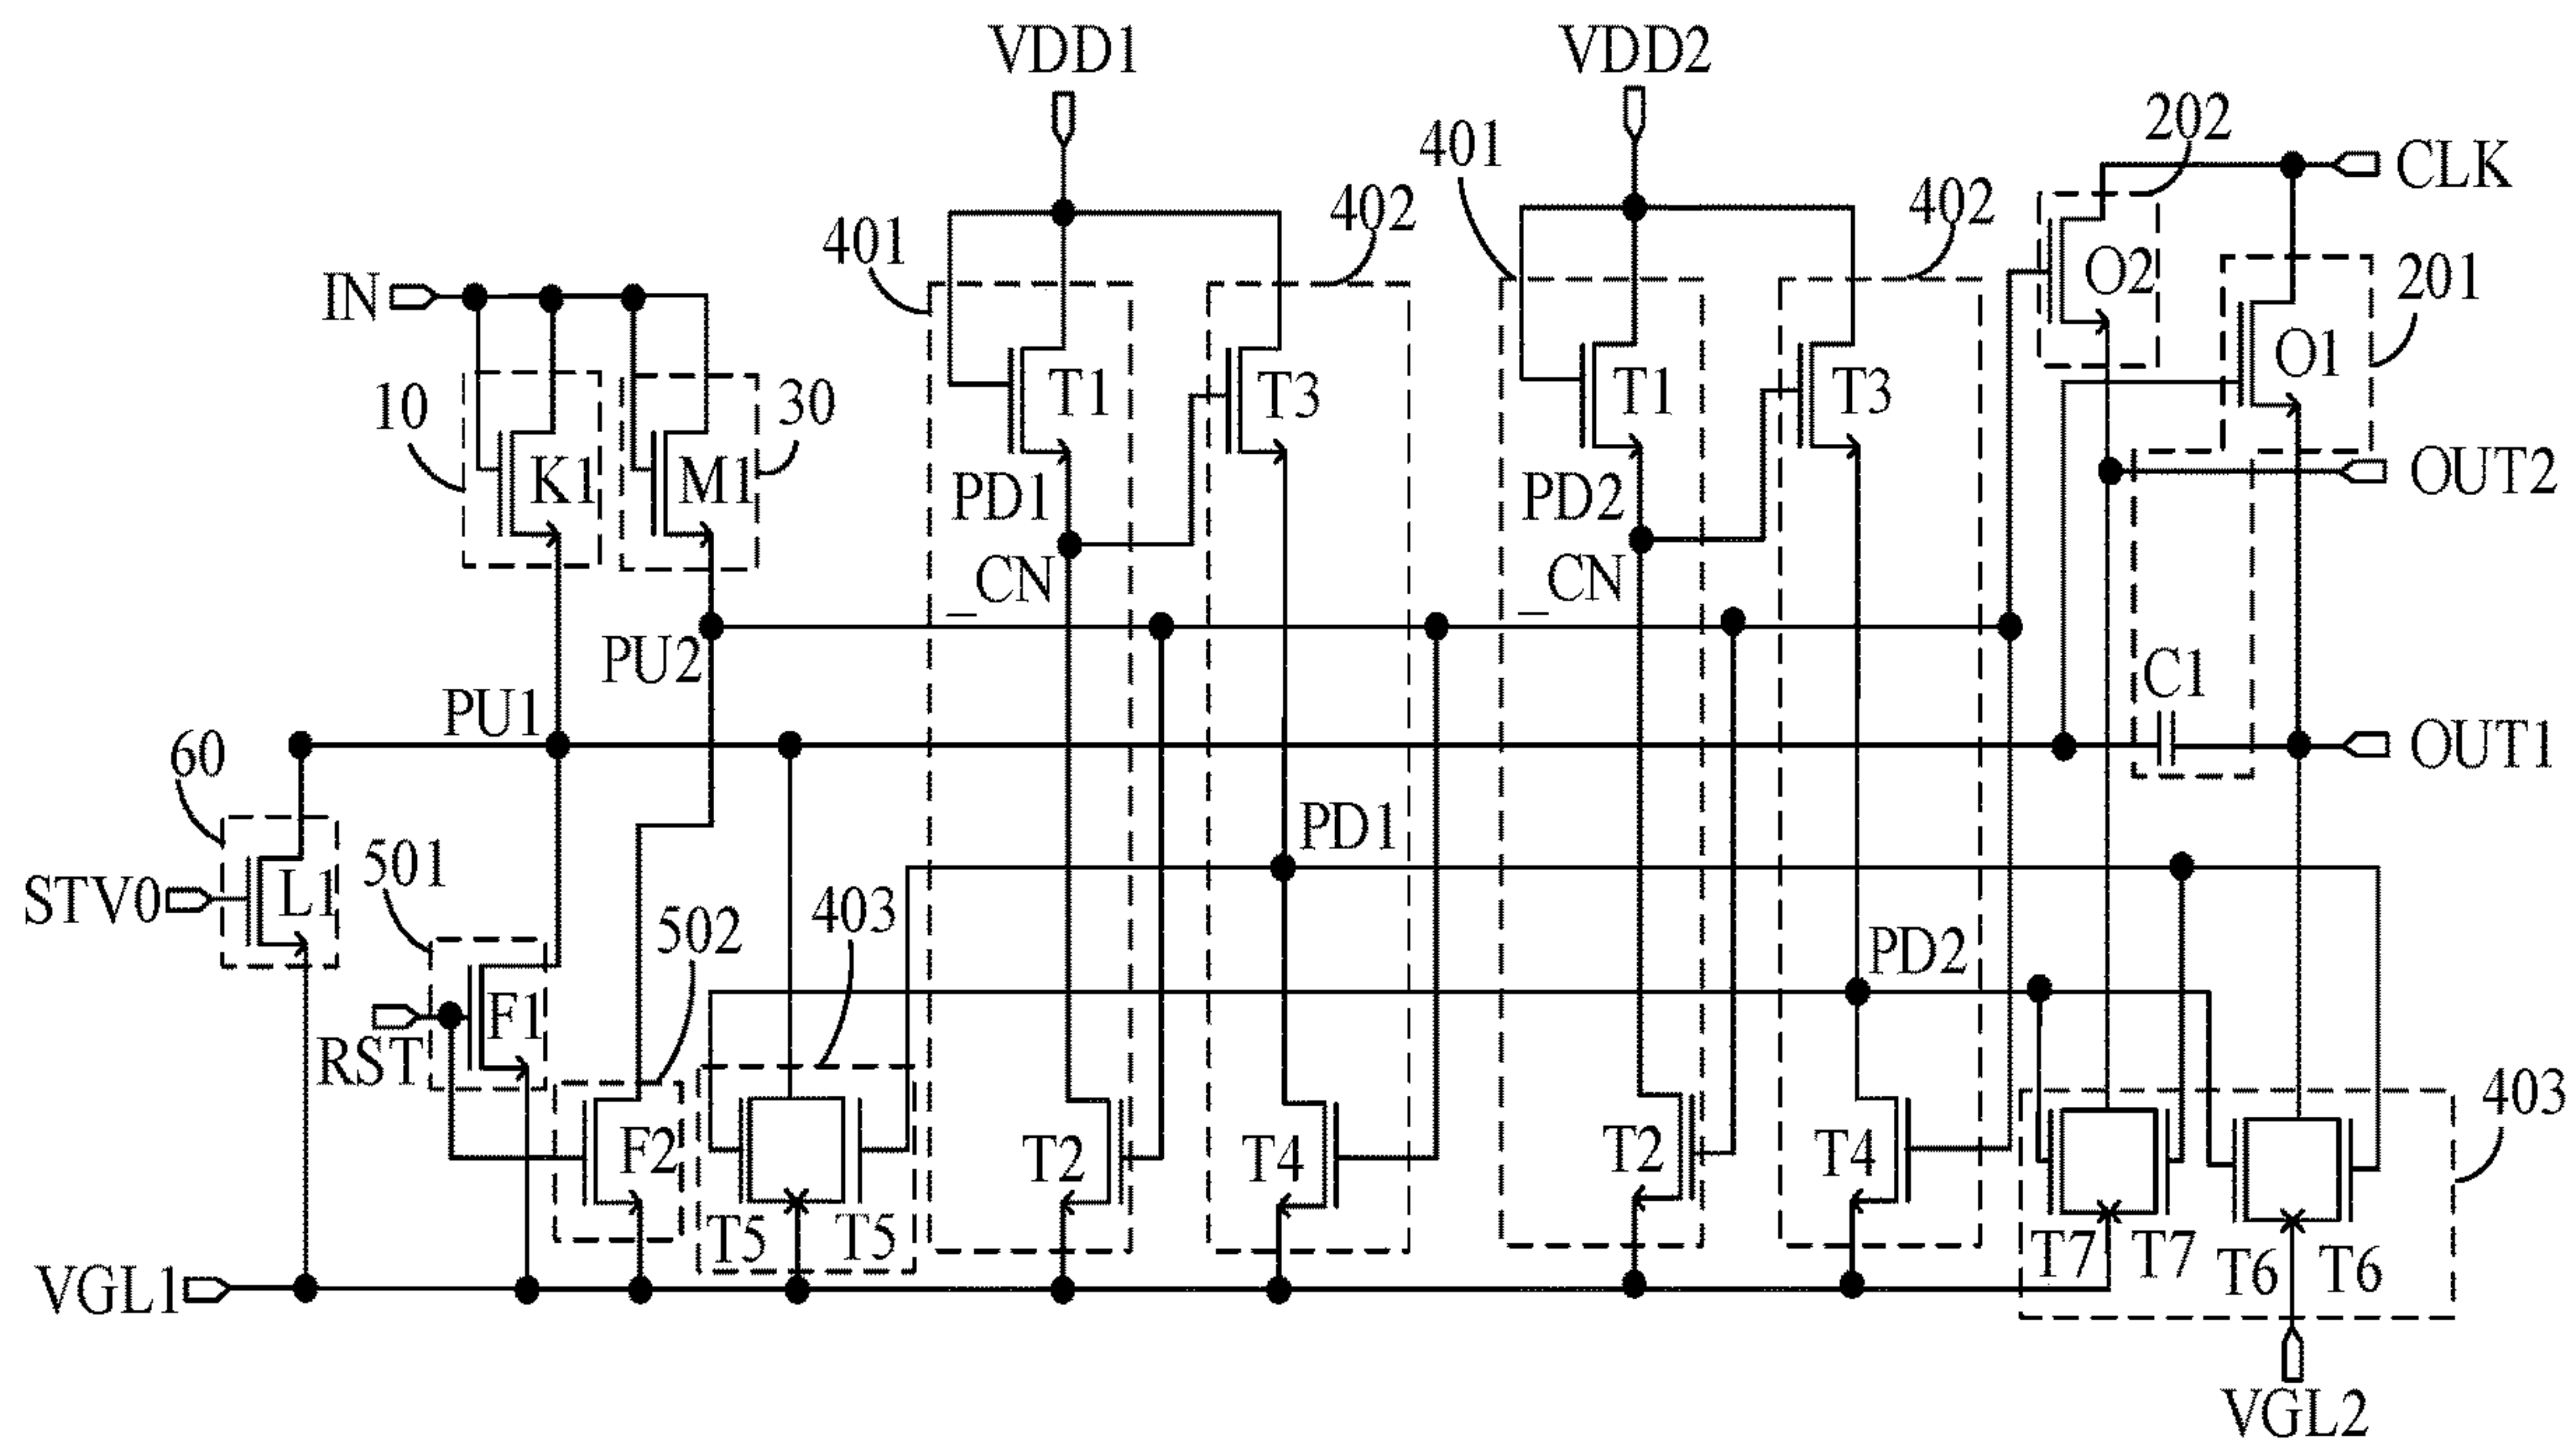 VDD1
VDD2
202
CLK
401
402
401
402
O2
201
IN
O1
10
K1
M1
30
T1
T3
T1
T3
OUT2
PD1
_CN
PD2
_CN
PU2
C1
PU1
OUT1
60
PD1
STV0
L1
501
403
502
PD2
RST
F1
F2
T5
T5
T2
T4
T2
T4
403
T7
T7
T6
T6
VGL1
VGL2